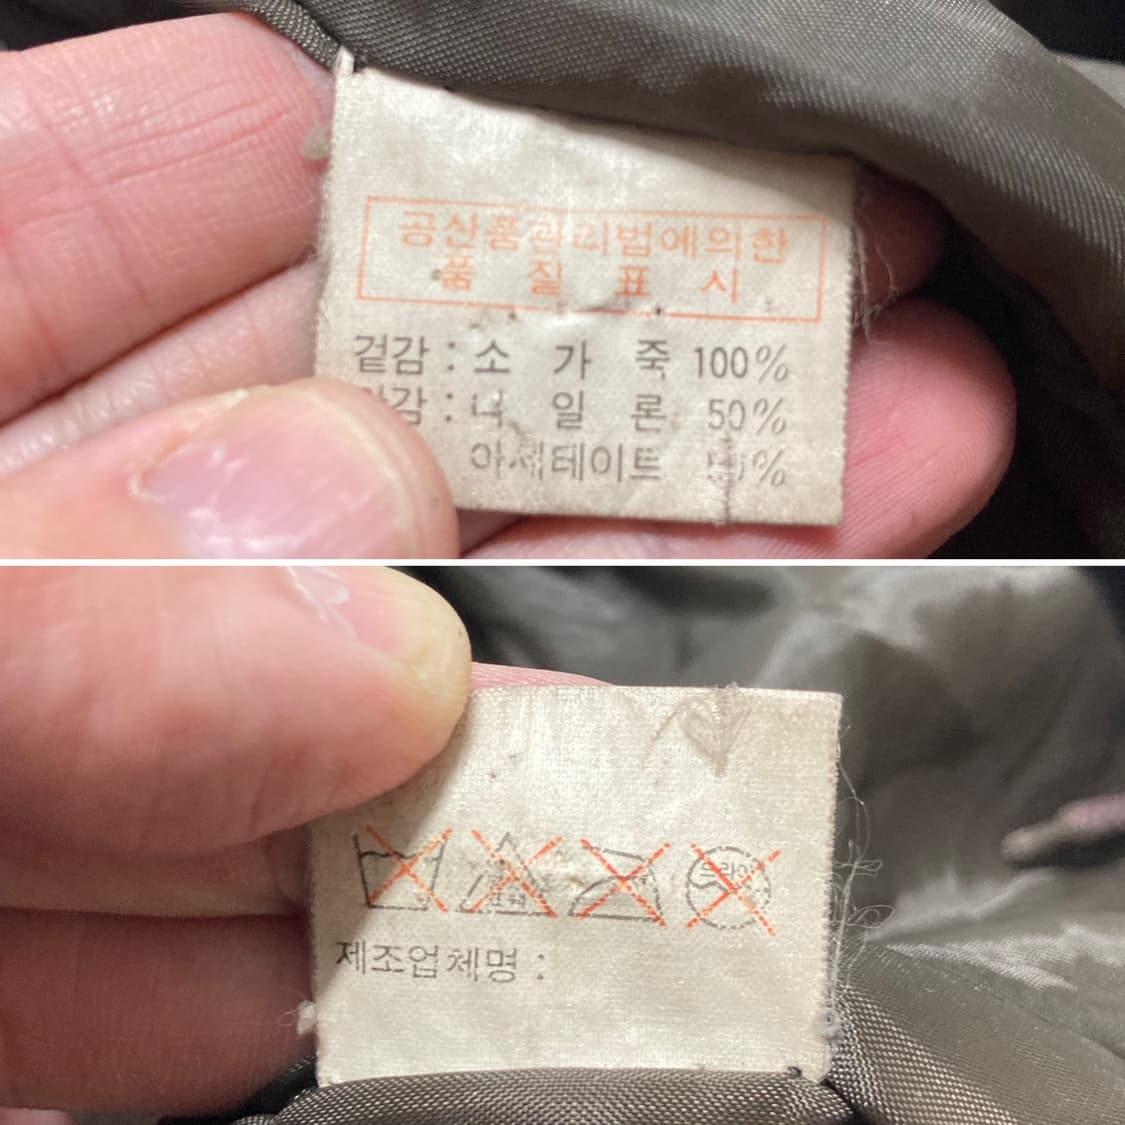 공산품관리법에의한
품 질 표 시
겉감 : 소 가 죽 100%
감 : 나 일 론 50%
아세테이트
제조업체명 :